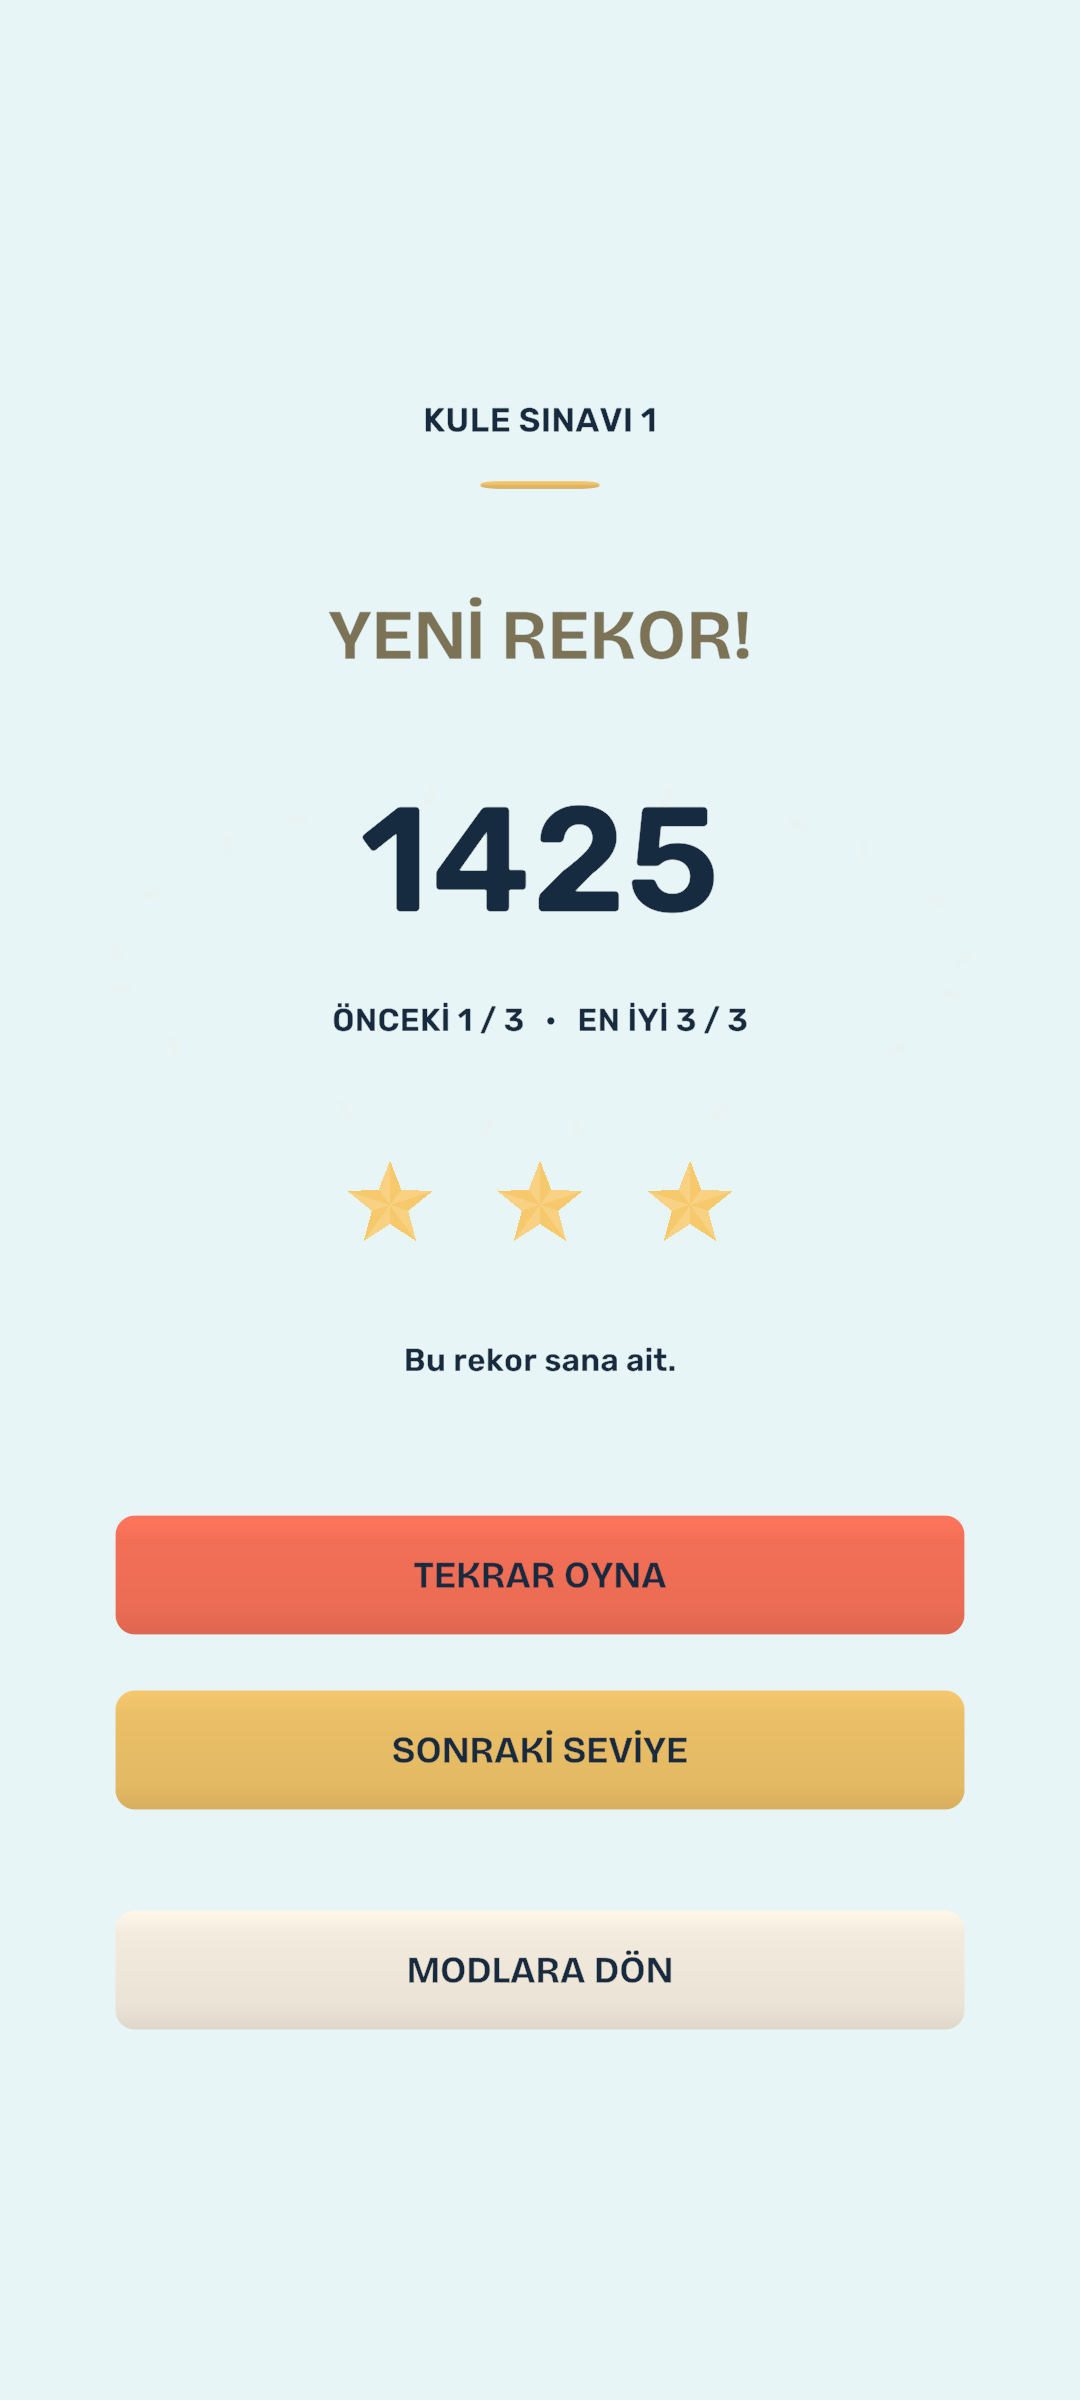 KULE SINAVI 1
YENİ REKOR!
1425
ÖNCEKİ 1 / 3 • EN İYİ 3 / 3
Bu rekor sana ait.
TEKRAR OYNA
SONRAKİ SEVİYE
MODLARA DÖN